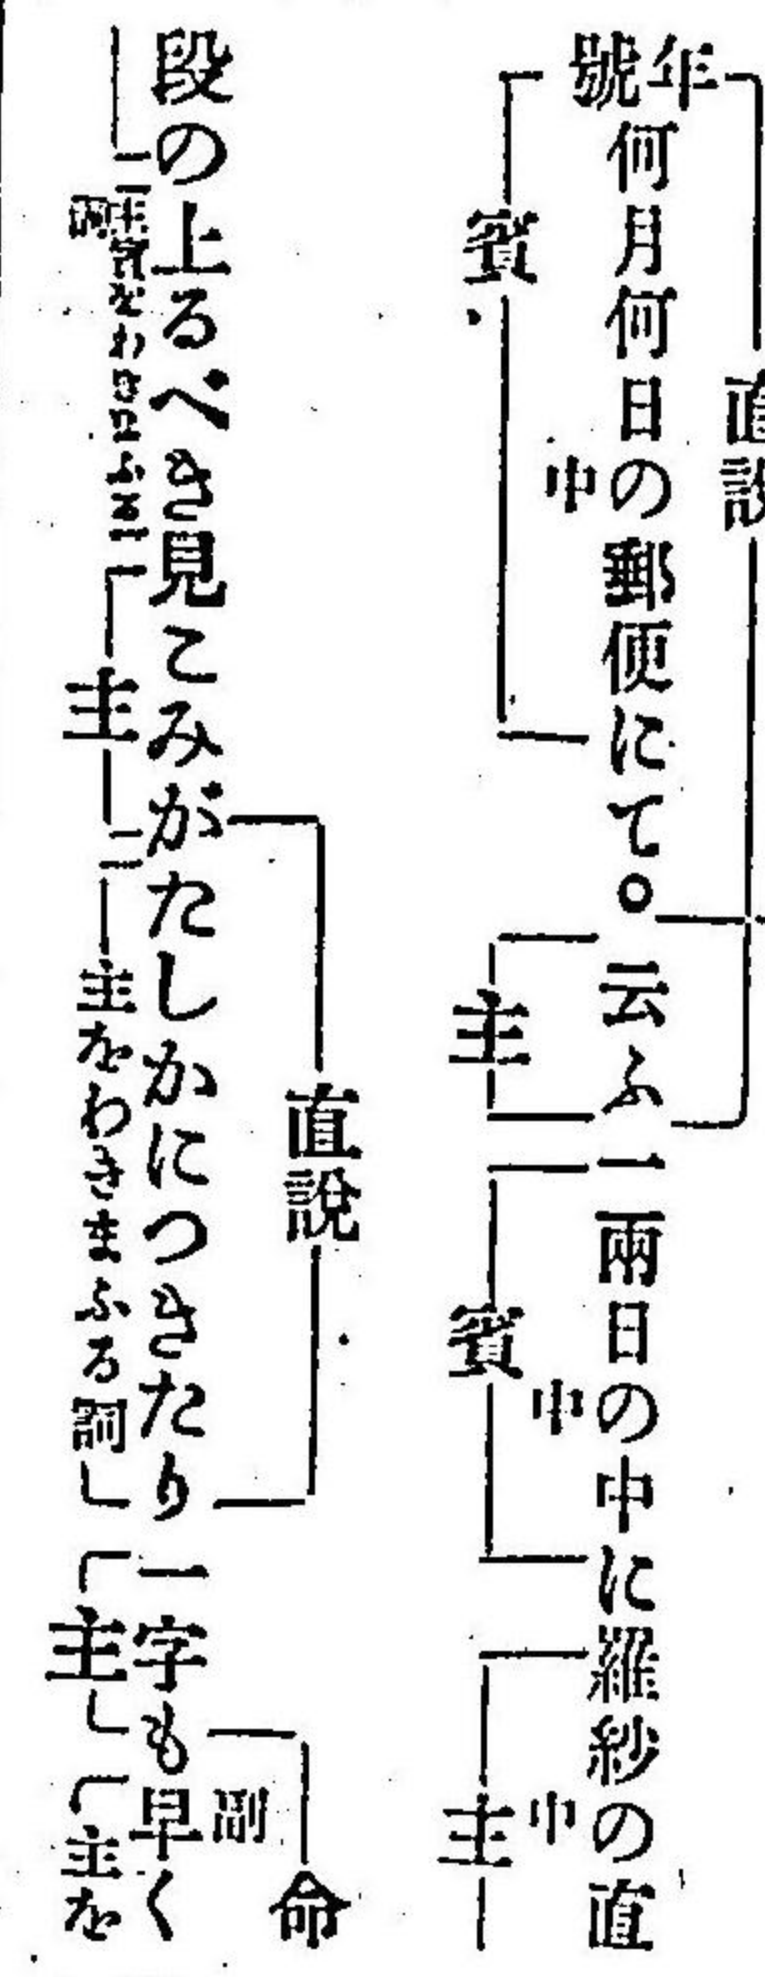 直說
年號何月何日の郵便にて。云ふ一兩日の中に羅紗の直
中
中
中
賓
主
賓
主
直說
命
副
段の上るべき見こみがたしかにつきたり一字も早く
主
主をわきまふる詞
主
主を